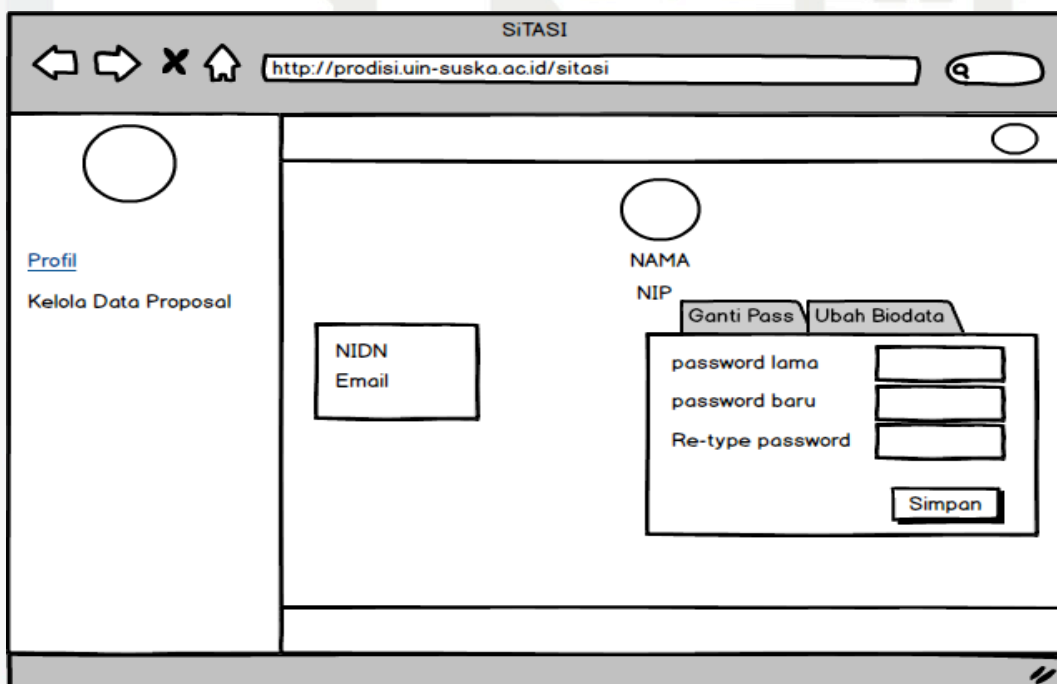 SiTASI
http://prodisi.uin-suska.ac.id/sitasi
Profil
Kelola Data Proposal
NAMA
NIP
NIDN
Email
Ganti Pass
Ubah Biodata
password lama
password baru
Re-type password
Simpan